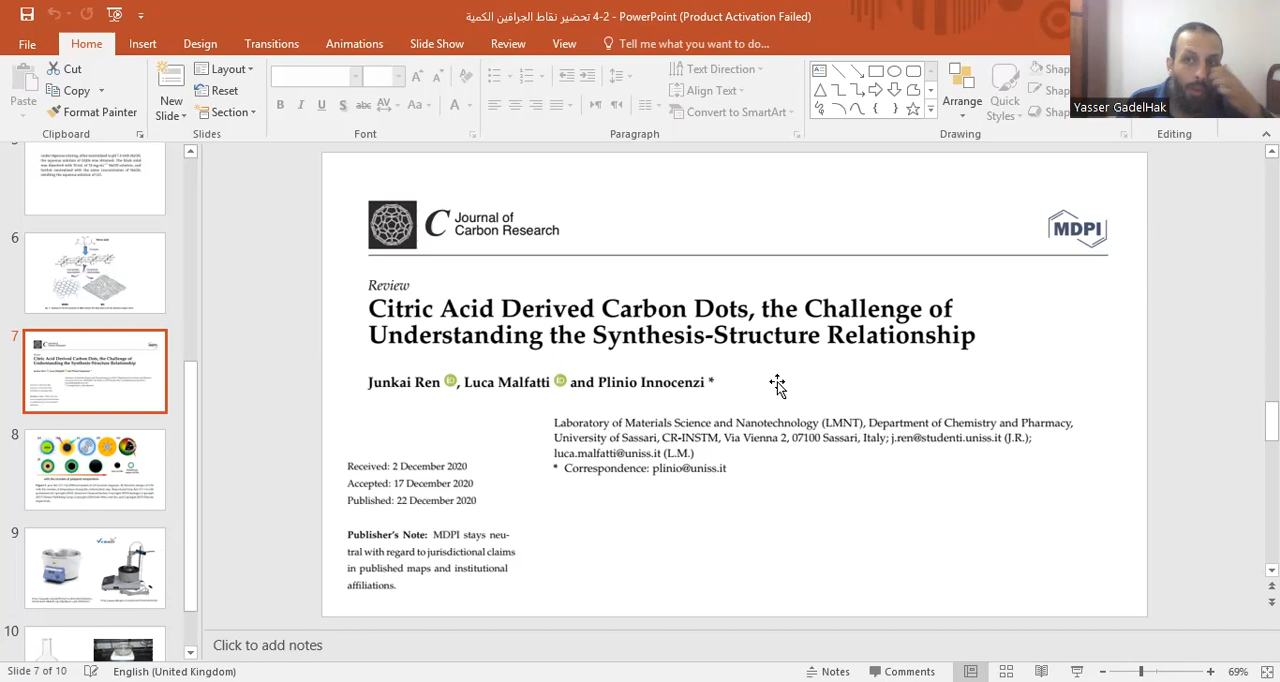 4-2 تحضير نقاط الجرافين الكمية - PowerPoint (Product Activation Failed)
File
Home
Insert
Design
Transitions
Animations
Slide Show
Review
View
Tell me what you want to do...
Paste
Cut
Copy
Format Painter
Clipboard
New
Slide
Layout
Reset
Section
Slides
B I U S abc AV Aa A
Font
Text Direction
Align Text
Convert to SmartArt
Paragraph
Arrange
Quick
Styles
Shap
Shap
Shap
Drawing
Editing
Yasser GadelHak
6
7
8
9
10
C Journal of
Carbon Research
MDPI
Review
Citric Acid Derived Carbon Dots, the Challenge of
Understanding the Synthesis-Structure Relationship
Junkai Ren iD, Luca Malfatti iD and Plinio Innocenzi *
Laboratory of Materials Science and Nanotechnology (LMNT), Department of Chemistry and Pharmacy,
University of Sassari, CR-INSTM, Via Vienna 2, 07100 Sassari, Italy; j.ren@studenti.uniss.it (J.R.);
luca.malfatti@uniss.it (L.M.)
* Correspondence: plinio@uniss.it
Received: 2 December 2020
Accepted: 17 December 2020
Published: 22 December 2020
Publisher's Note: MDPI stays neu-
tral with regard to jurisdictional claims
in published maps and institutional
affiliations.
Click to add notes
Slide 7 of 10
English (United Kingdom)
Notes
Comments
69%